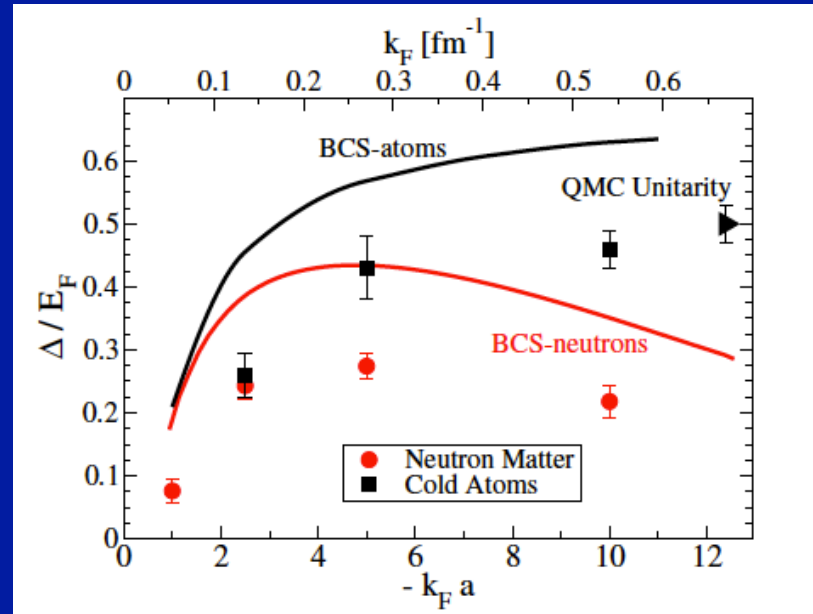 k_F [fm^-1]
0 0.1 0.2 0.3 0.4 0.5 0.6
BCS-atoms
QMC Unitarity
BCS-neutrons
Δ / E_F
0.6
0.5
0.4
0.3
0.2
0.1
0
Neutron Matter
Cold Atoms
0 2 4 6 8 10 12
- k_F a